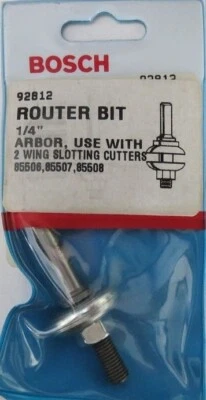 BOSCH
92812
92812
ROUTER BIT
1/4"
ARBOR, USE WITH
2 WING SLOTTING CUTTERS
85506,85507,85508